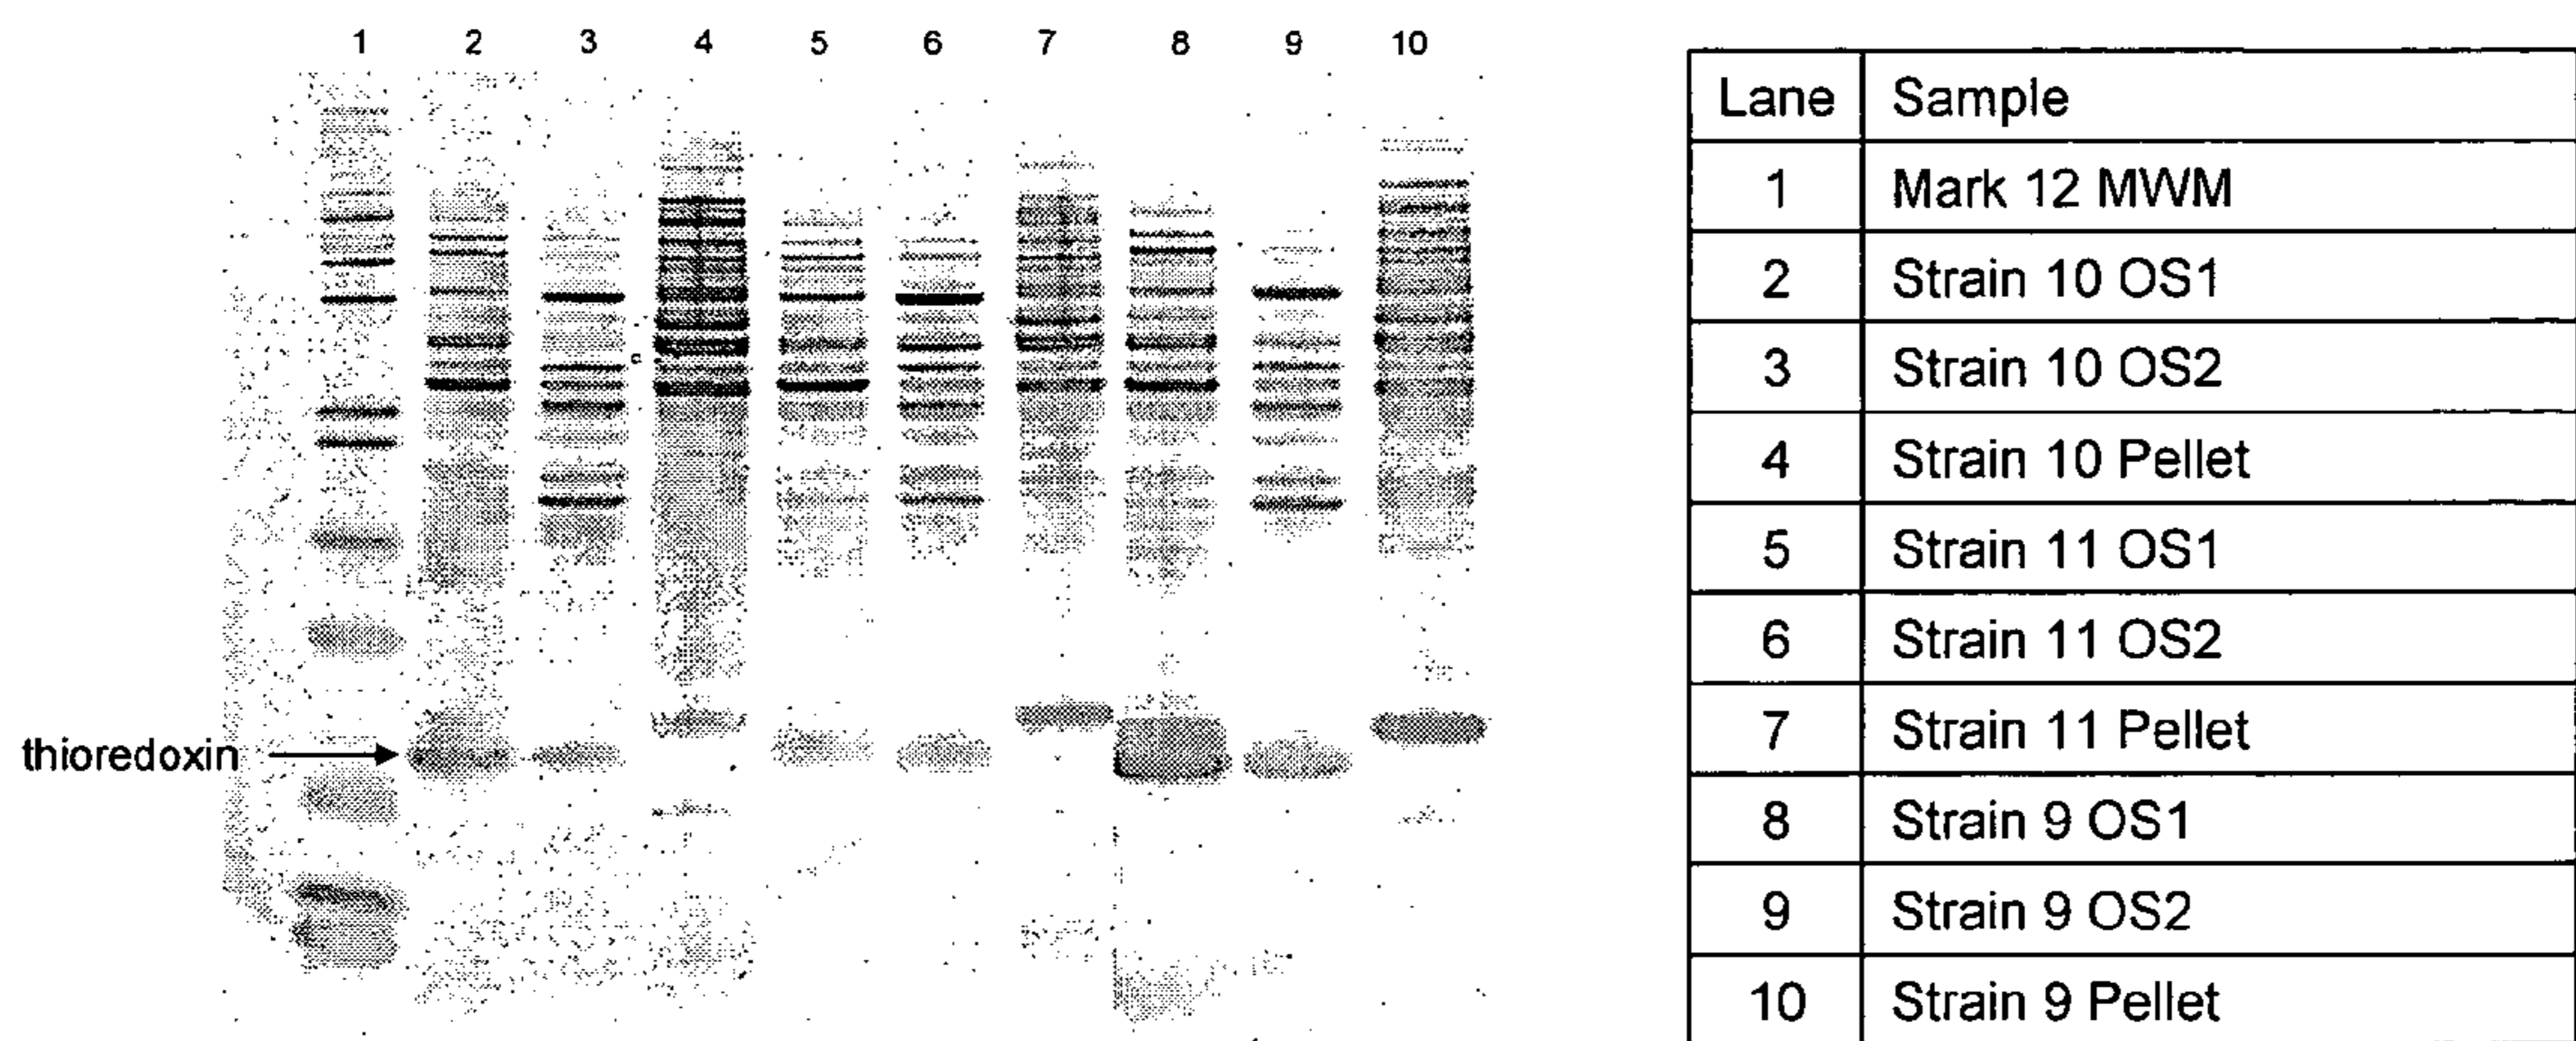 1 2 3 4 5 6 7 8 9 10
thioredoxin
Lane Sample
1 Mark 12 MWM
2 Strain 10 OS1
3 Strain 10 OS2
4 Strain 10 Pellet
5 Strain 11 OS1
6 Strain 11 OS2
7 Strain 11 Pellet
8 Strain 9 OS1
9 Strain 9 OS2
10 Strain 9 Pellet